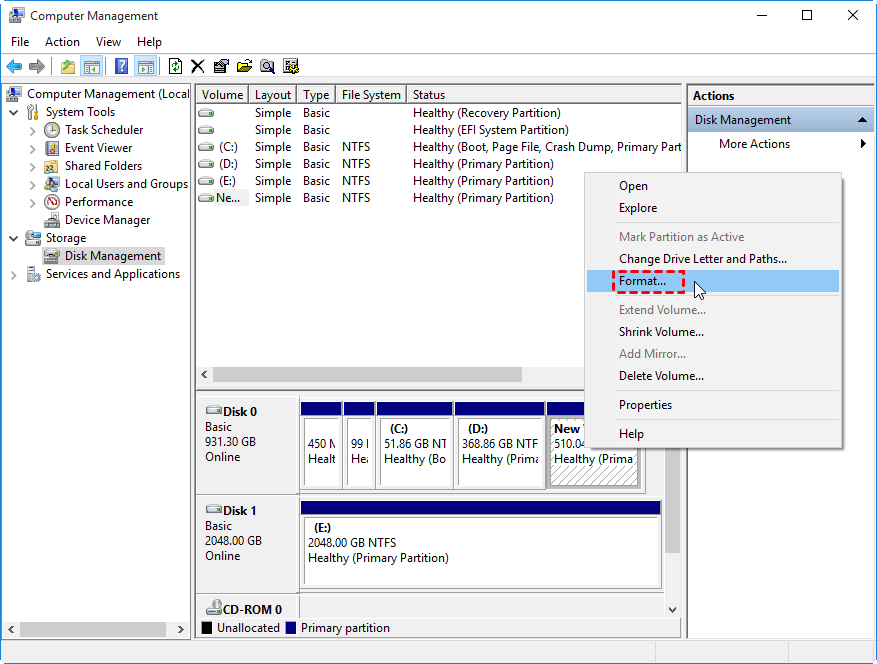 Computer Management
File Action View Help
Computer Management (Local
System Tools
Task Scheduler
Event Viewer
Shared Folders
Local Users and Groups
Performance
Device Manager
Storage
Disk Management
Services and Applications
Volume Layout Type File System Status
Simple Basic Healthy (Recovery Partition)
Simple Basic Healthy (EFI System Partition)
(C:) Simple Basic NTFS Healthy (Boot, Page File, Crash Dump, Primary Part
(D:) Simple Basic NTFS Healthy (Primary Partition)
(E:) Simple Basic NTFS Healthy (Primary Partition)
Ne... Simple Basic NTFS Healthy (Primary Partition)
Actions
Disk Management
More Actions
Open
Explore
Mark Partition as Active
Change Drive Letter and Paths...
Format...
Extend Volume...
Shrink Volume...
Add Mirror...
Delete Volume...
Properties
Help
Disk 0
Basic
931.30 GB
Online
450
Healt
99
He
(C:)
51.86 GB NT
Healthy (Bo
(D:)
368.86 GB NTF
Healthy (Prima
New
510.04
Healthy (Prima
Disk 1
Basic
2048.00 GB
Online
(E:)
2048.00 GB NTFS
Healthy (Primary Partition)
CD-ROM 0
Unallocated Primary partition